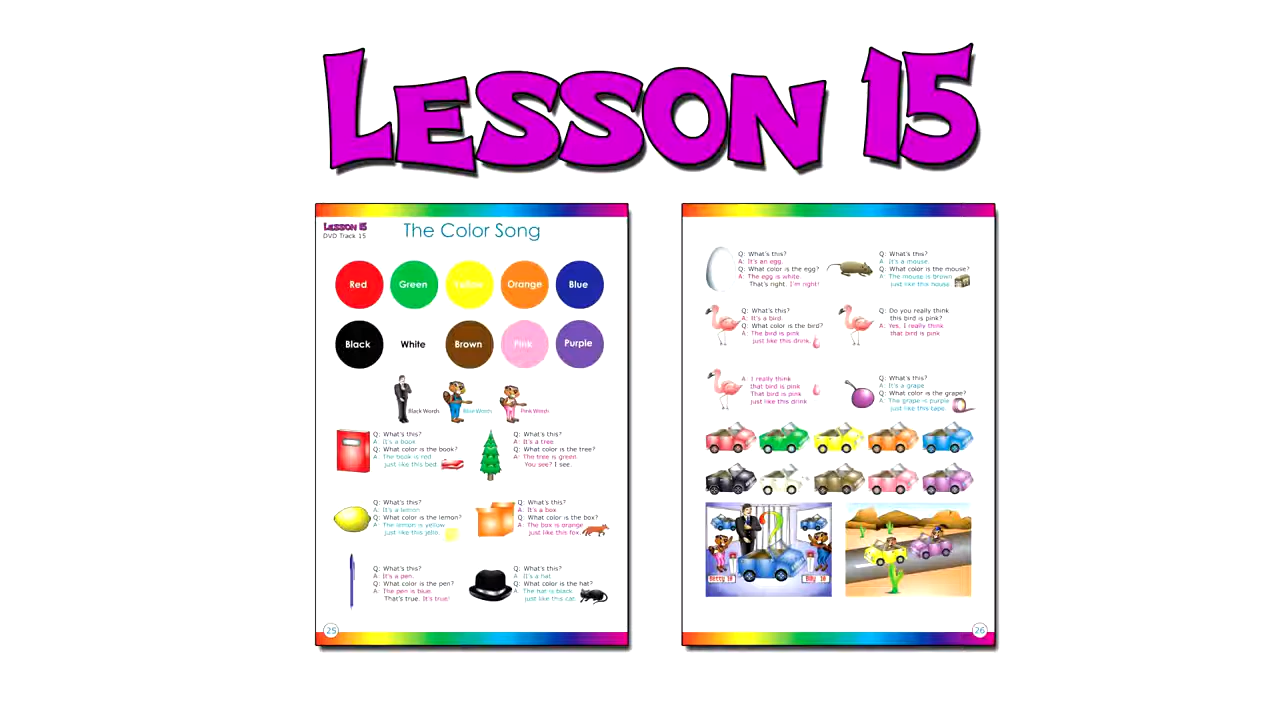 LESSON 15
LESSON 15
DVD Track 15
The Color Song
Red
Green
Yellow
Orange
Blue
Black
White
Brown
Pink
Purple
Black Words
Blue Words
Pink Words
Q: What's this?
A: It's a book
Q: What color is the book?
A: The book is red
just like this bed.
Q: What's this?
A: It's a tree.
Q: What color is the tree?
A: The tree is green.
You see? I see.
Q: What's this?
A: It's a lemon
Q: What color is the lemon?
A: The lemon is yellow
just like this jello.
Q: What's this?
A: It's a box
Q: What color is the box?
A: The box is orange
just like this fox.
Q: What's this?
A: It's a pen.
Q: What color is the pen?
A: The pen is blue.
That's true. It's true!
Q: What's this?
A: It's a hat
Q: What color is the hat?
A: The hat is black,
just like this cat.
25
Q: What's this?
A: It's an egg.
Q: What color is the egg?
A: The egg is white.
That's right, I'm right!
Q: What's this?
A: It's a mouse.
Q: What color is the mouse?
A: The mouse is brown
just like this house
Q: What's this?
A: It's a bird.
Q: What color is the bird?
A: The bird is pink
just like this drink.
Q: Do you really think
this bird is pink?
A: Yes, I really think
that bird is pink
A: I really think
that bird is pink
That bird is pink
just like this drink
Q: What's this?
A: It's a grape
Q: What color is the grape?
A: The grape is purple
just like this tape.
Betty 10
Billy 10
26